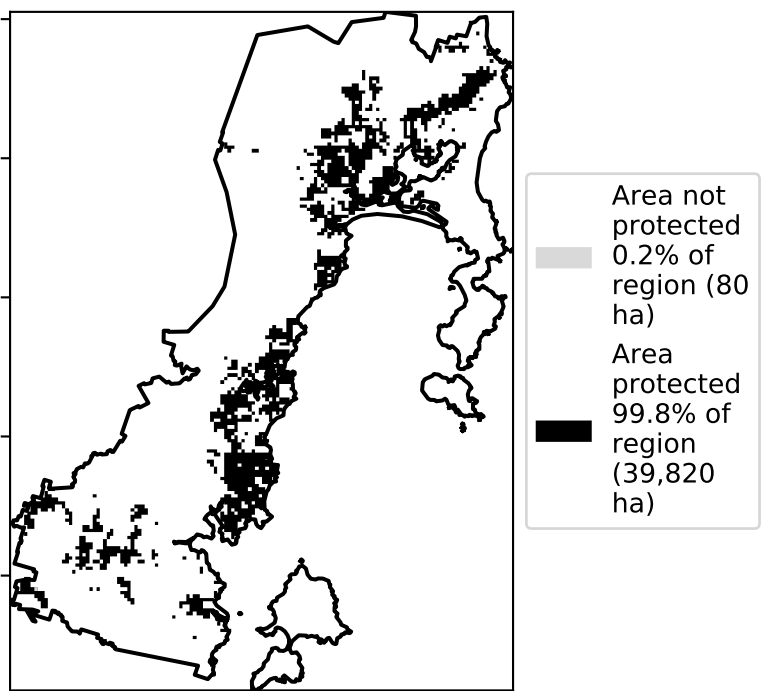 Area not
protected
0.2% of
region (80
ha)
Area
protected
99.8% of
region
(39,820
ha)